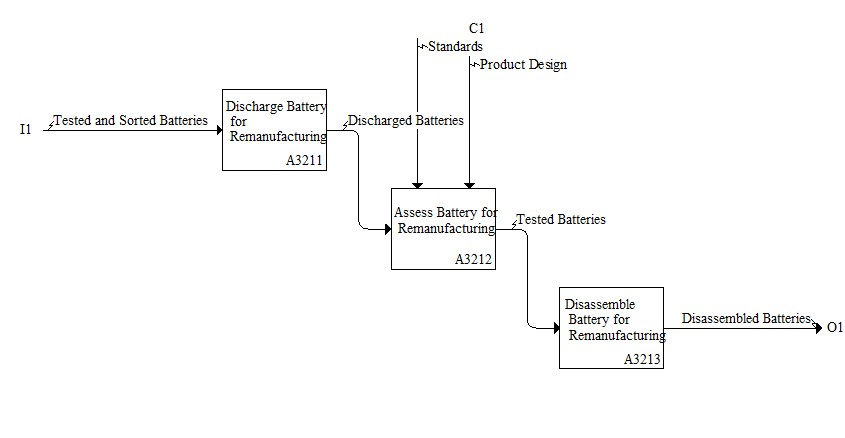 C1
Standards
Product Design
I1
Tested and Sorted Batteries
Discharge Battery
for
Remanufacturing
A3211
Discharged Batteries
Assess Battery for
Remanufacturing
A3212
Tested Batteries
Disassemble
Battery for
Remanufacturing
A3213
Disassembled Batteries
O1